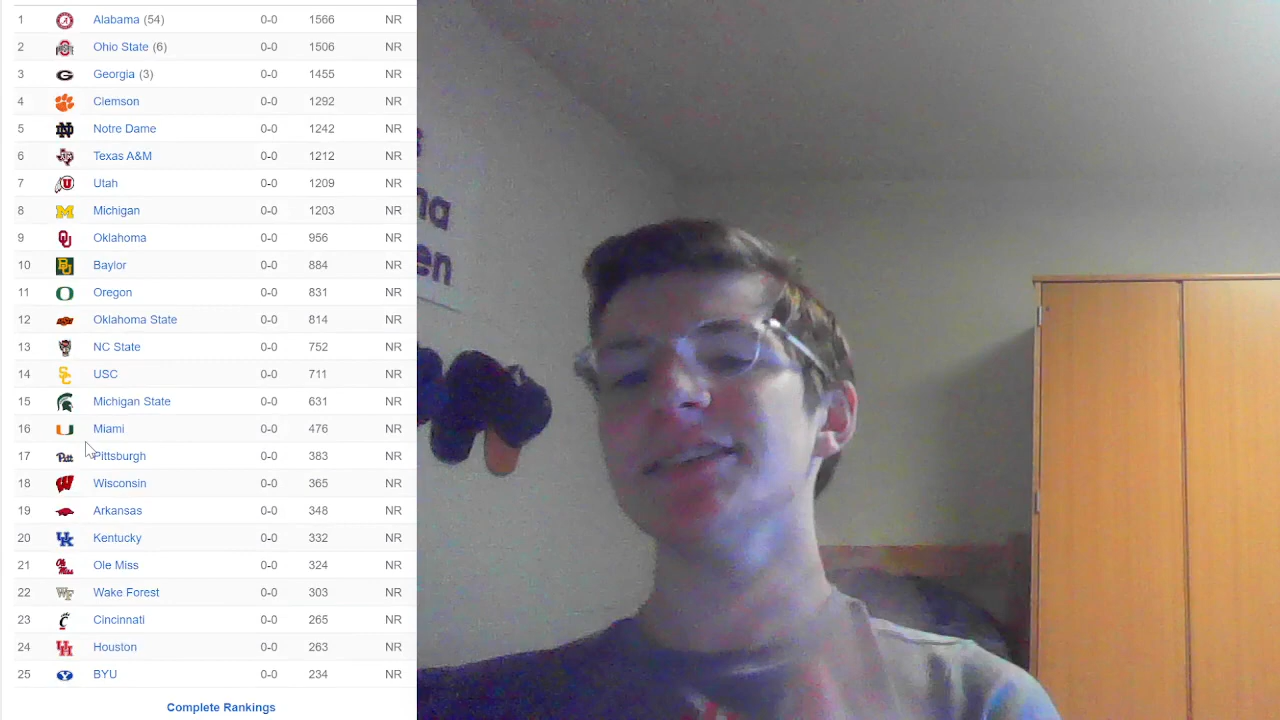 1 Alabama (54) 0-0 1566 NR
2 Ohio State (6) 0-0 1506 NR
3 Georgia (3) 0-0 1455 NR
4 Clemson 0-0 1292 NR
5 Notre Dame 0-0 1242 NR
6 Texas A&M 0-0 1212 NR
7 Utah 0-0 1209 NR
8 Michigan 0-0 1203 NR
9 Oklahoma 0-0 956 NR
10 Baylor 0-0 884 NR
11 Oregon 0-0 831 NR
12 Oklahoma State 0-0 814 NR
13 NC State 0-0 752 NR
14 USC 0-0 711 NR
15 Michigan State 0-0 631 NR
16 Miami 0-0 476 NR
17 Pittsburgh 0-0 383 NR
18 Wisconsin 0-0 365 NR
19 Arkansas 0-0 348 NR
20 Kentucky 0-0 332 NR
21 Ole Miss 0-0 324 NR
22 Wake Forest 0-0 303 NR
23 Cincinnati 0-0 265 NR
24 Houston 0-0 263 NR
25 BYU 0-0 234 NR
Complete Rankings